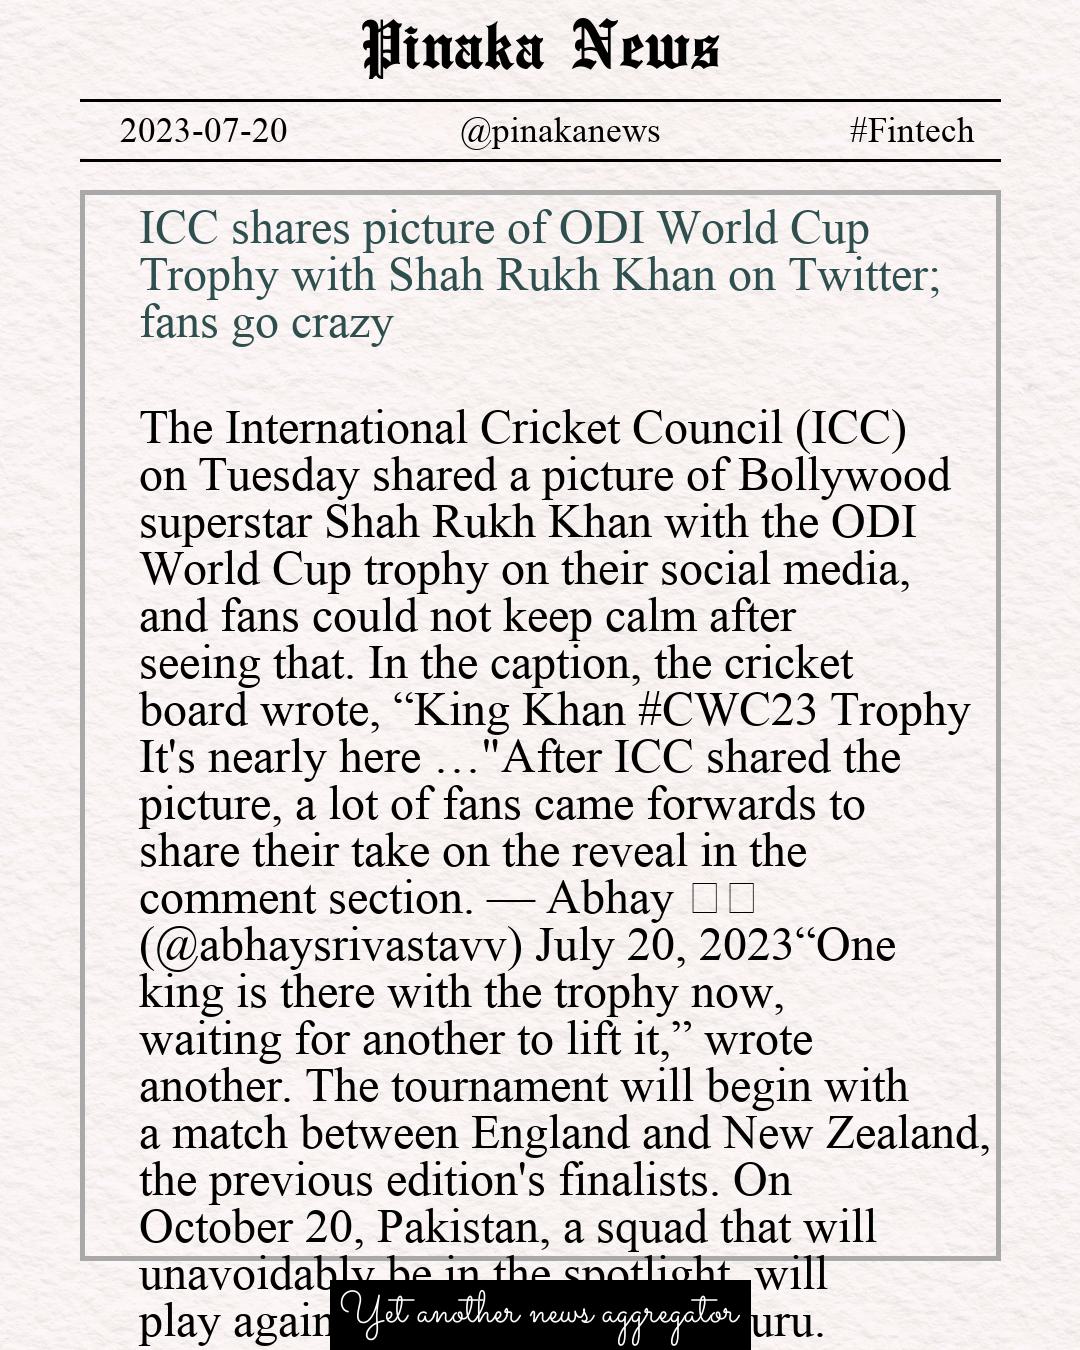 Pinaka News
2023-07-20 @pinakanews #Fintech
ICC shares picture of ODI World Cup
Trophy with Shah Rukh Khan on Twitter;
fans go crazy
The International Cricket Council (ICC)
on Tuesday shared a picture of Bollywood
superstar Shah Rukh Khan with the ODI
World Cup trophy on their social media,
and fans could not keep calm after
seeing that. In the caption, the cricket
board wrote, “King Khan #CWC23 Trophy
It's nearly here …"After ICC shared the
picture, a lot of fans came forwards to
share their take on the reveal in the
comment section. — Abhay □□
(@abhaysrivastavv) July 20, 2023“One
king is there with the trophy now,
waiting for another to lift it,” wrote
another. The tournament will begin with
a match between England and New Zealand,
the previous edition's finalists. On
October 20, Pakistan, a squad that will
unavoidably be in the spotlight, will
play again uru.
Yet another news aggregator